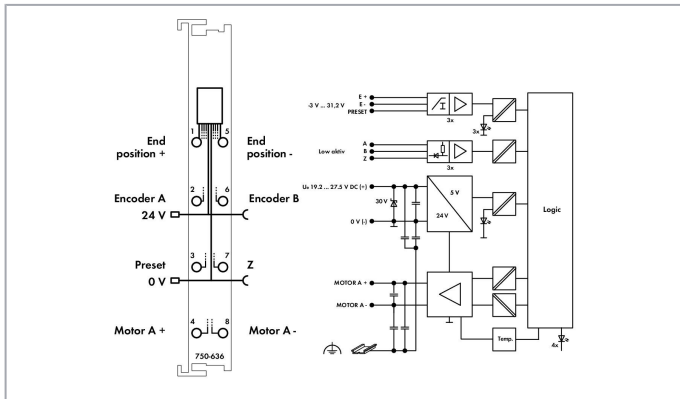 1 5
End position +
End position -
Encoder A
2 6
Encoder B
24 V
Preset
3 7
Z
0 V
Motor A +
4 8
Motor A -
750-636
E +
-3 V ... 31,2 V
E -
PRESET
3x
3x
A
Low aktiv
B
Z
3x
Uв 19.2 ... 27.5 V DC (+)
5 V
30 V
24 V
0 V (-)
Logic
MOTOR A +
MOTOR A -
Temp.
4x